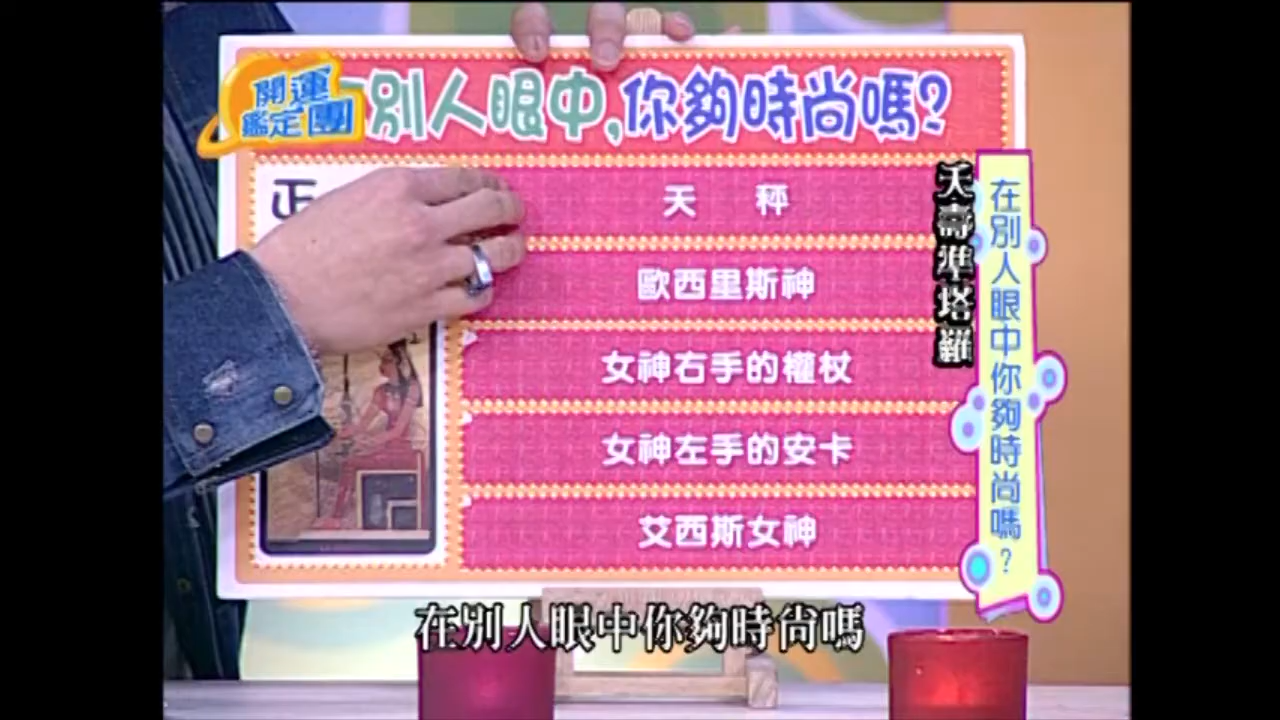 開運
鑑定團
別人眼中,你夠時尚嗎?
正
天秤
歐西里斯神
女神右手的權杖
女神左手的安卡
艾西斯女神
天壽準塔羅
在別人眼中你夠時尚嗎?
在別人眼中你夠時尚嗎